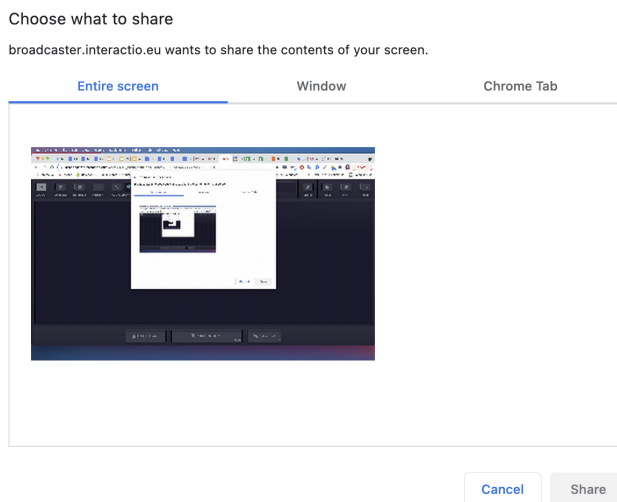 Choose what to share
broadcaster.interactio.eu wants to share the contents of your screen.
Entire screen Window Chrome Tab
Cancel Share